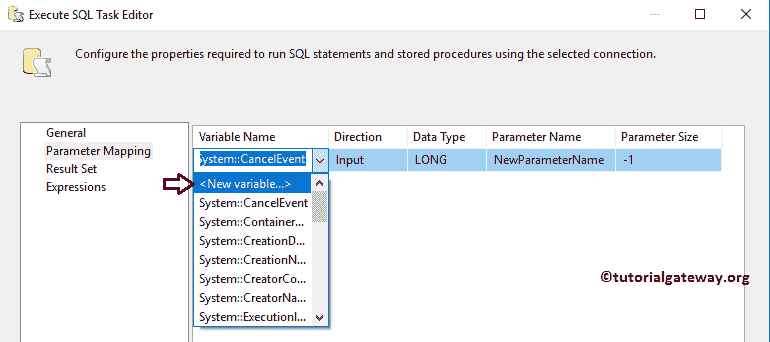 Execute SQL Task Editor
Configure the properties required to run SQL statements and stored procedures using the selected connection.
General
Parameter Mapping
Result Set
Expressions
Variable Name Direction Data Type Parameter Name Parameter Size
System::CancelEvent Input LONG NewParameterName -1
<New variable...>
System::CancelEvent
System::Container...
System::CreationD...
System::CreationN...
System::CreatorCo...
System::CreatorNa...
System::ExecutionI...
©tutorialgateway.org